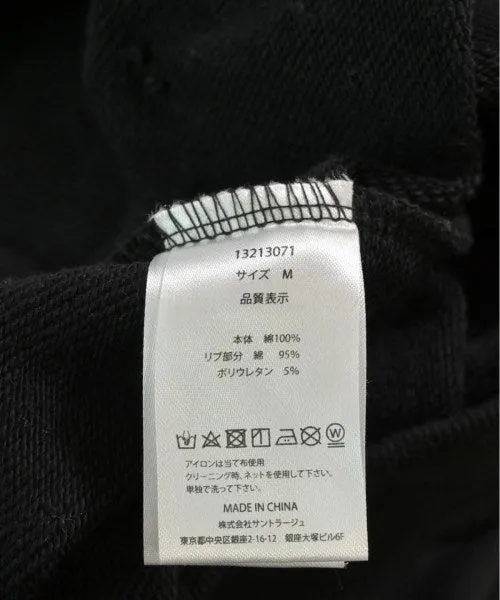 13213071
サイズ M
品質表示
本体 綿100%
リブ部分 綿 95%
ポリウレタン 5%
W
アイロンは当て布使用
クリーニング時、ネットを使用して下さい。
単独で洗って下さい。
MADE IN CHINA
株式会社サントラージュ
東京都中央区銀座2-16-12 銀座大塚ビル6F